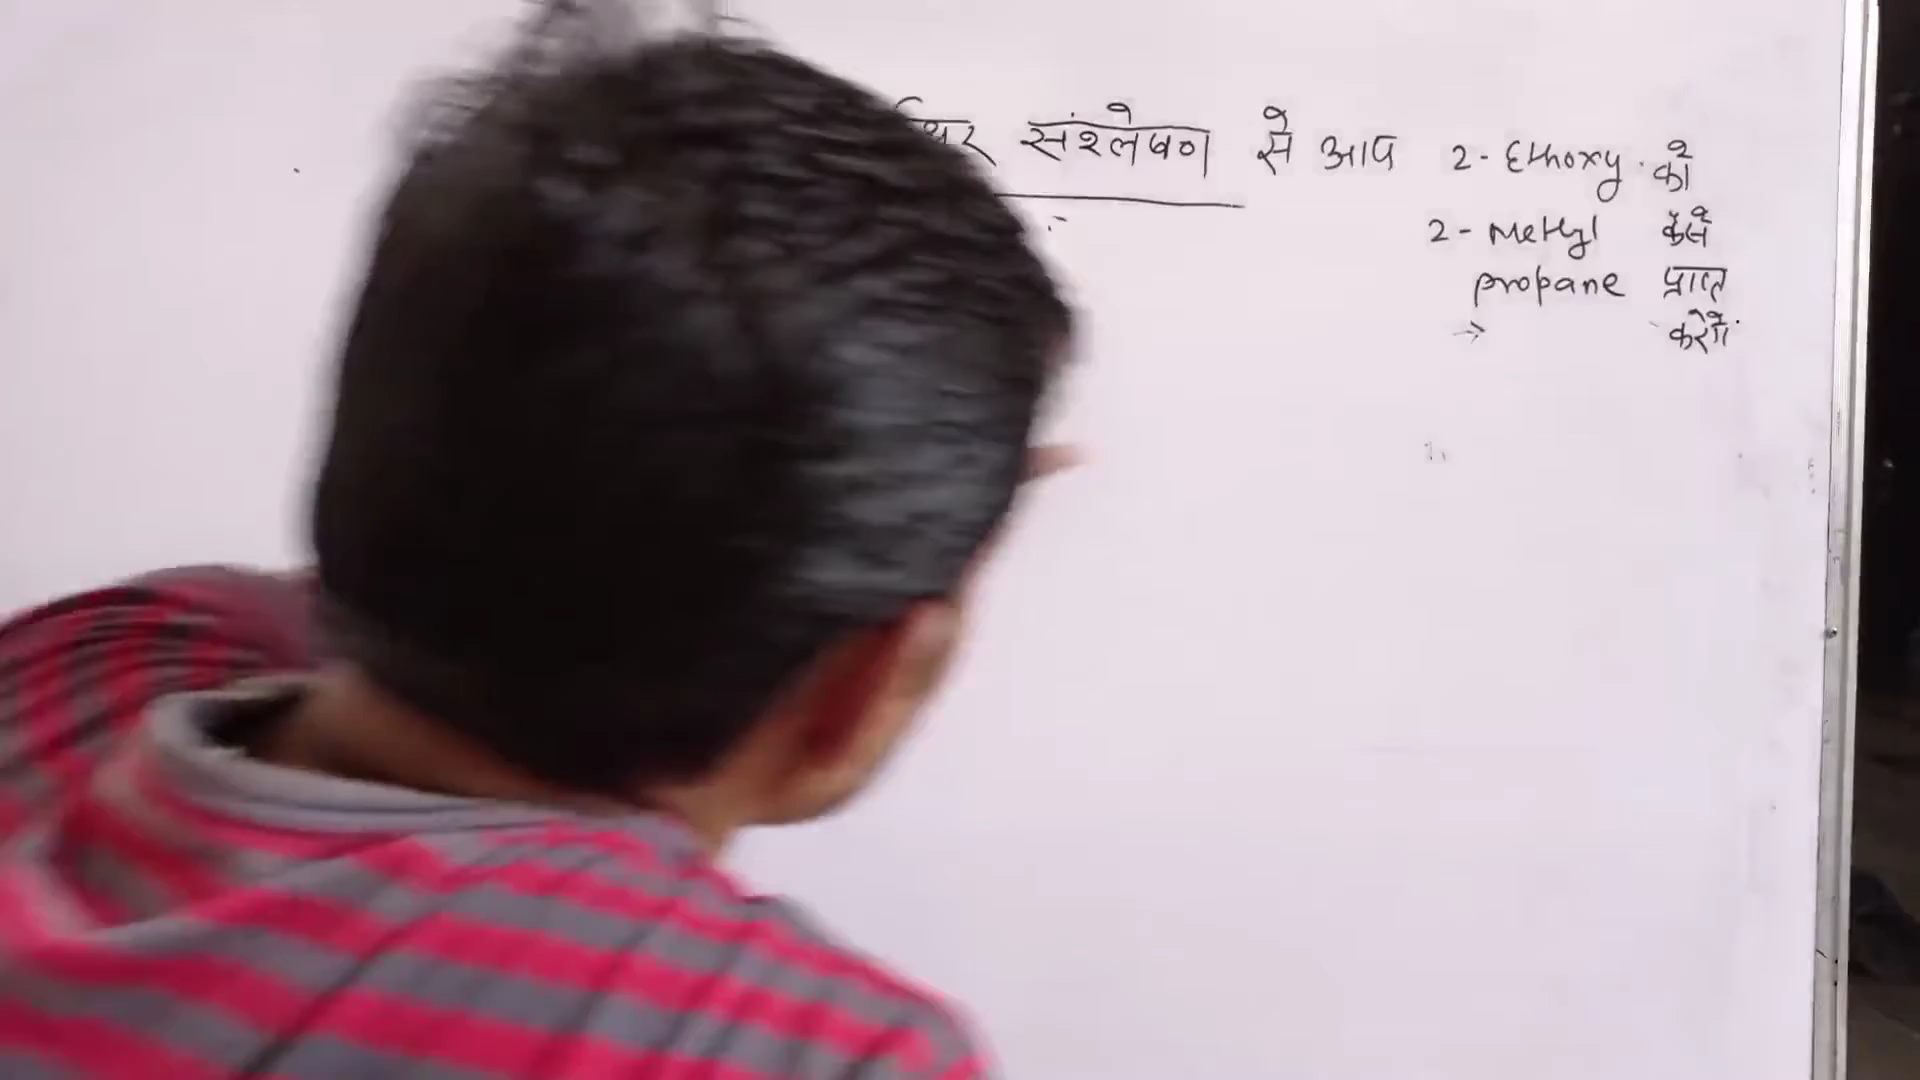 संश्लेषण से आप 2- Ethoxy को
2- Methyl कैसे
propane प्राप्त
→ करेंगे.